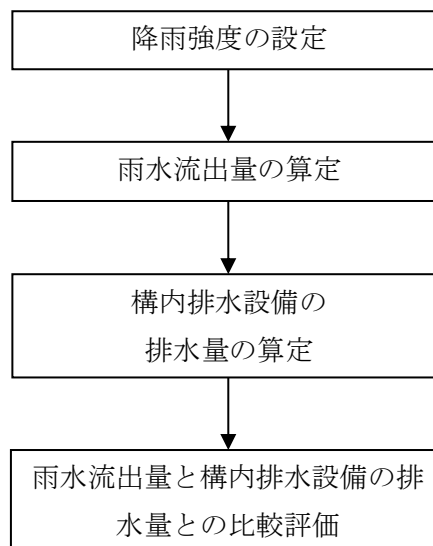 降雨強度の設定
雨水流出量の算定
構内排水設備の
排水量の算定
雨水流出量と構内排水設備の排
水量との比較評価